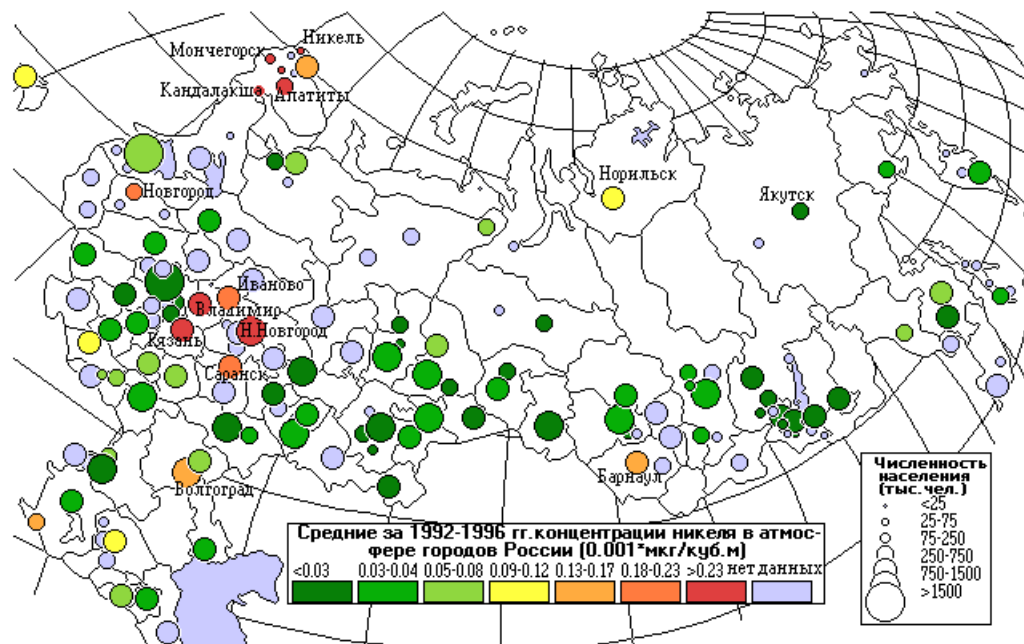 Никель
Мончегорск
Кандалакша
Апатиты
Норильск
Новгород
Якутск
Иваново
Владимир
Н.Новгород
Рязань
Саранск
Барнаул
Волгоград
Численность
населения
(тыс.чел.)
<25
25-75
75-250
250-750
750-1500
>1500
Средние за 1992-1996 гг.концентрации никеля в атмос-
фере городов России (0.001*мкг/куб.м)
<0.03 0.03-0.04 0.05-0.08 0.09-0.12 0.13-0.17 0.18-0.23 >0.23 нет данных